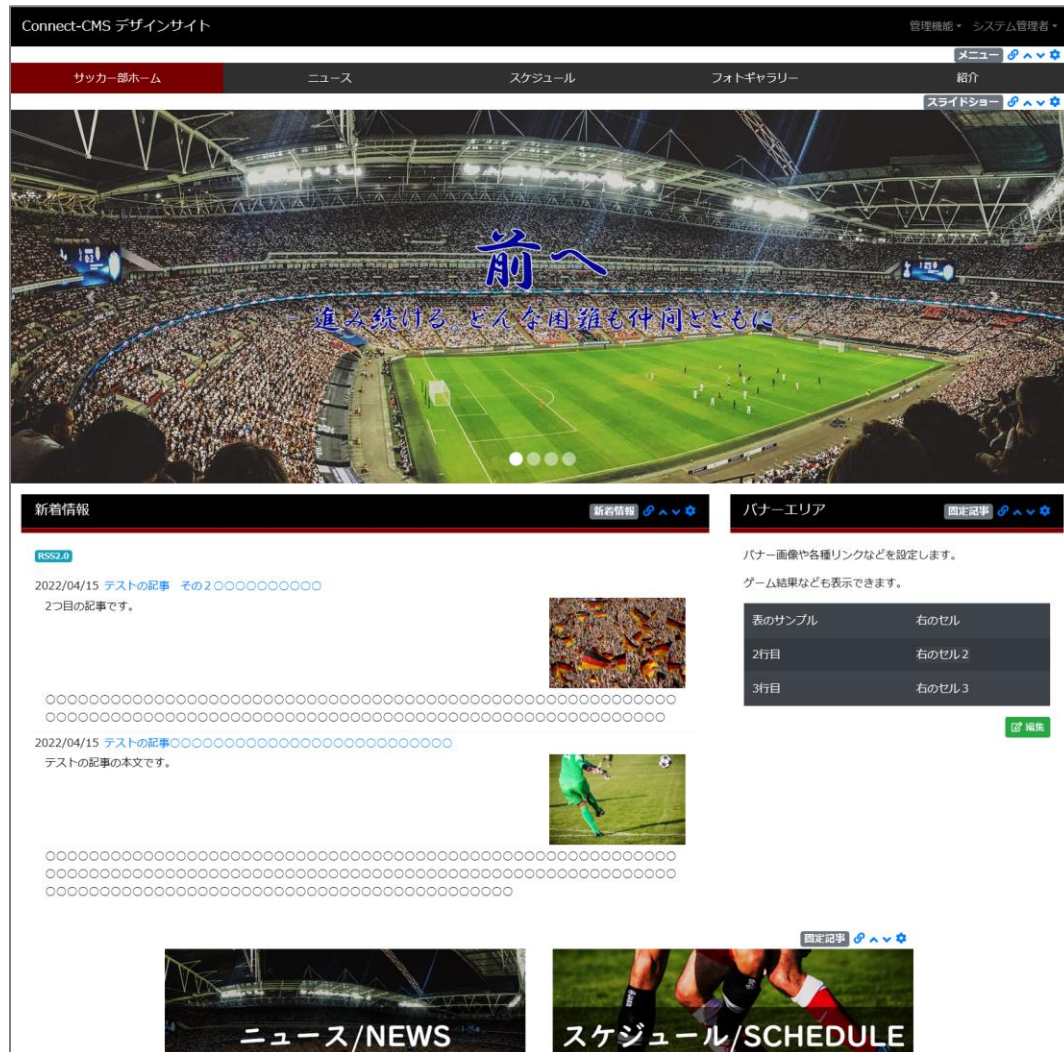 Connect-CMS デザインサイト
管理機能 システム管理者
メニュー
サッカー部ホーム ニュース スケジュール フォトギャラリー 紹介
スライドショー
前へ
- 進み続ける。どんな困難も仲間とともに -
新着情報 新着情報
RSS2.0
2022/04/15 テストの記事 その2○○○○○○○○○○
2つ目の記事です。
○○○○○○○○○○○○○○○○○○○○○○○○○○○○○○○○○○○○○○○○○○○○○○○○○○○○○○○○○○
○○○○○○○○○○○○○○○○○○○○○○○○○○○○○○○○○○○○○○○○○○○○○○○○○○○○○○○○○
2022/04/15 テストの記事○○○○○○○○○○○○○○○○○○○○○○○○○○
テストの記事の本文です。
○○○○○○○○○○○○○○○○○○○○○○○○○○○○○○○○○○○○○○○○○○○○○○○○○○○○○○○○○○
○○○○○○○○○○○○○○○○○○○○○○○○○○○○○○○○○○○○○○○○○○○○○○○○○○○○○○○○○○
○○○○○○○○○○○○○○○○○○○○○○○○○○○○○○○○○○○○○○○○○○○
バナーエリア 固定記事
バナー画像や各種リンクなどを設定します。
ゲーム結果なども表示できます。
表のサンプル 右のセル
2行目 右のセル2
3行目 右のセル3
編集
固定記事
ニュース/NEWS
スケジュール/SCHEDULE